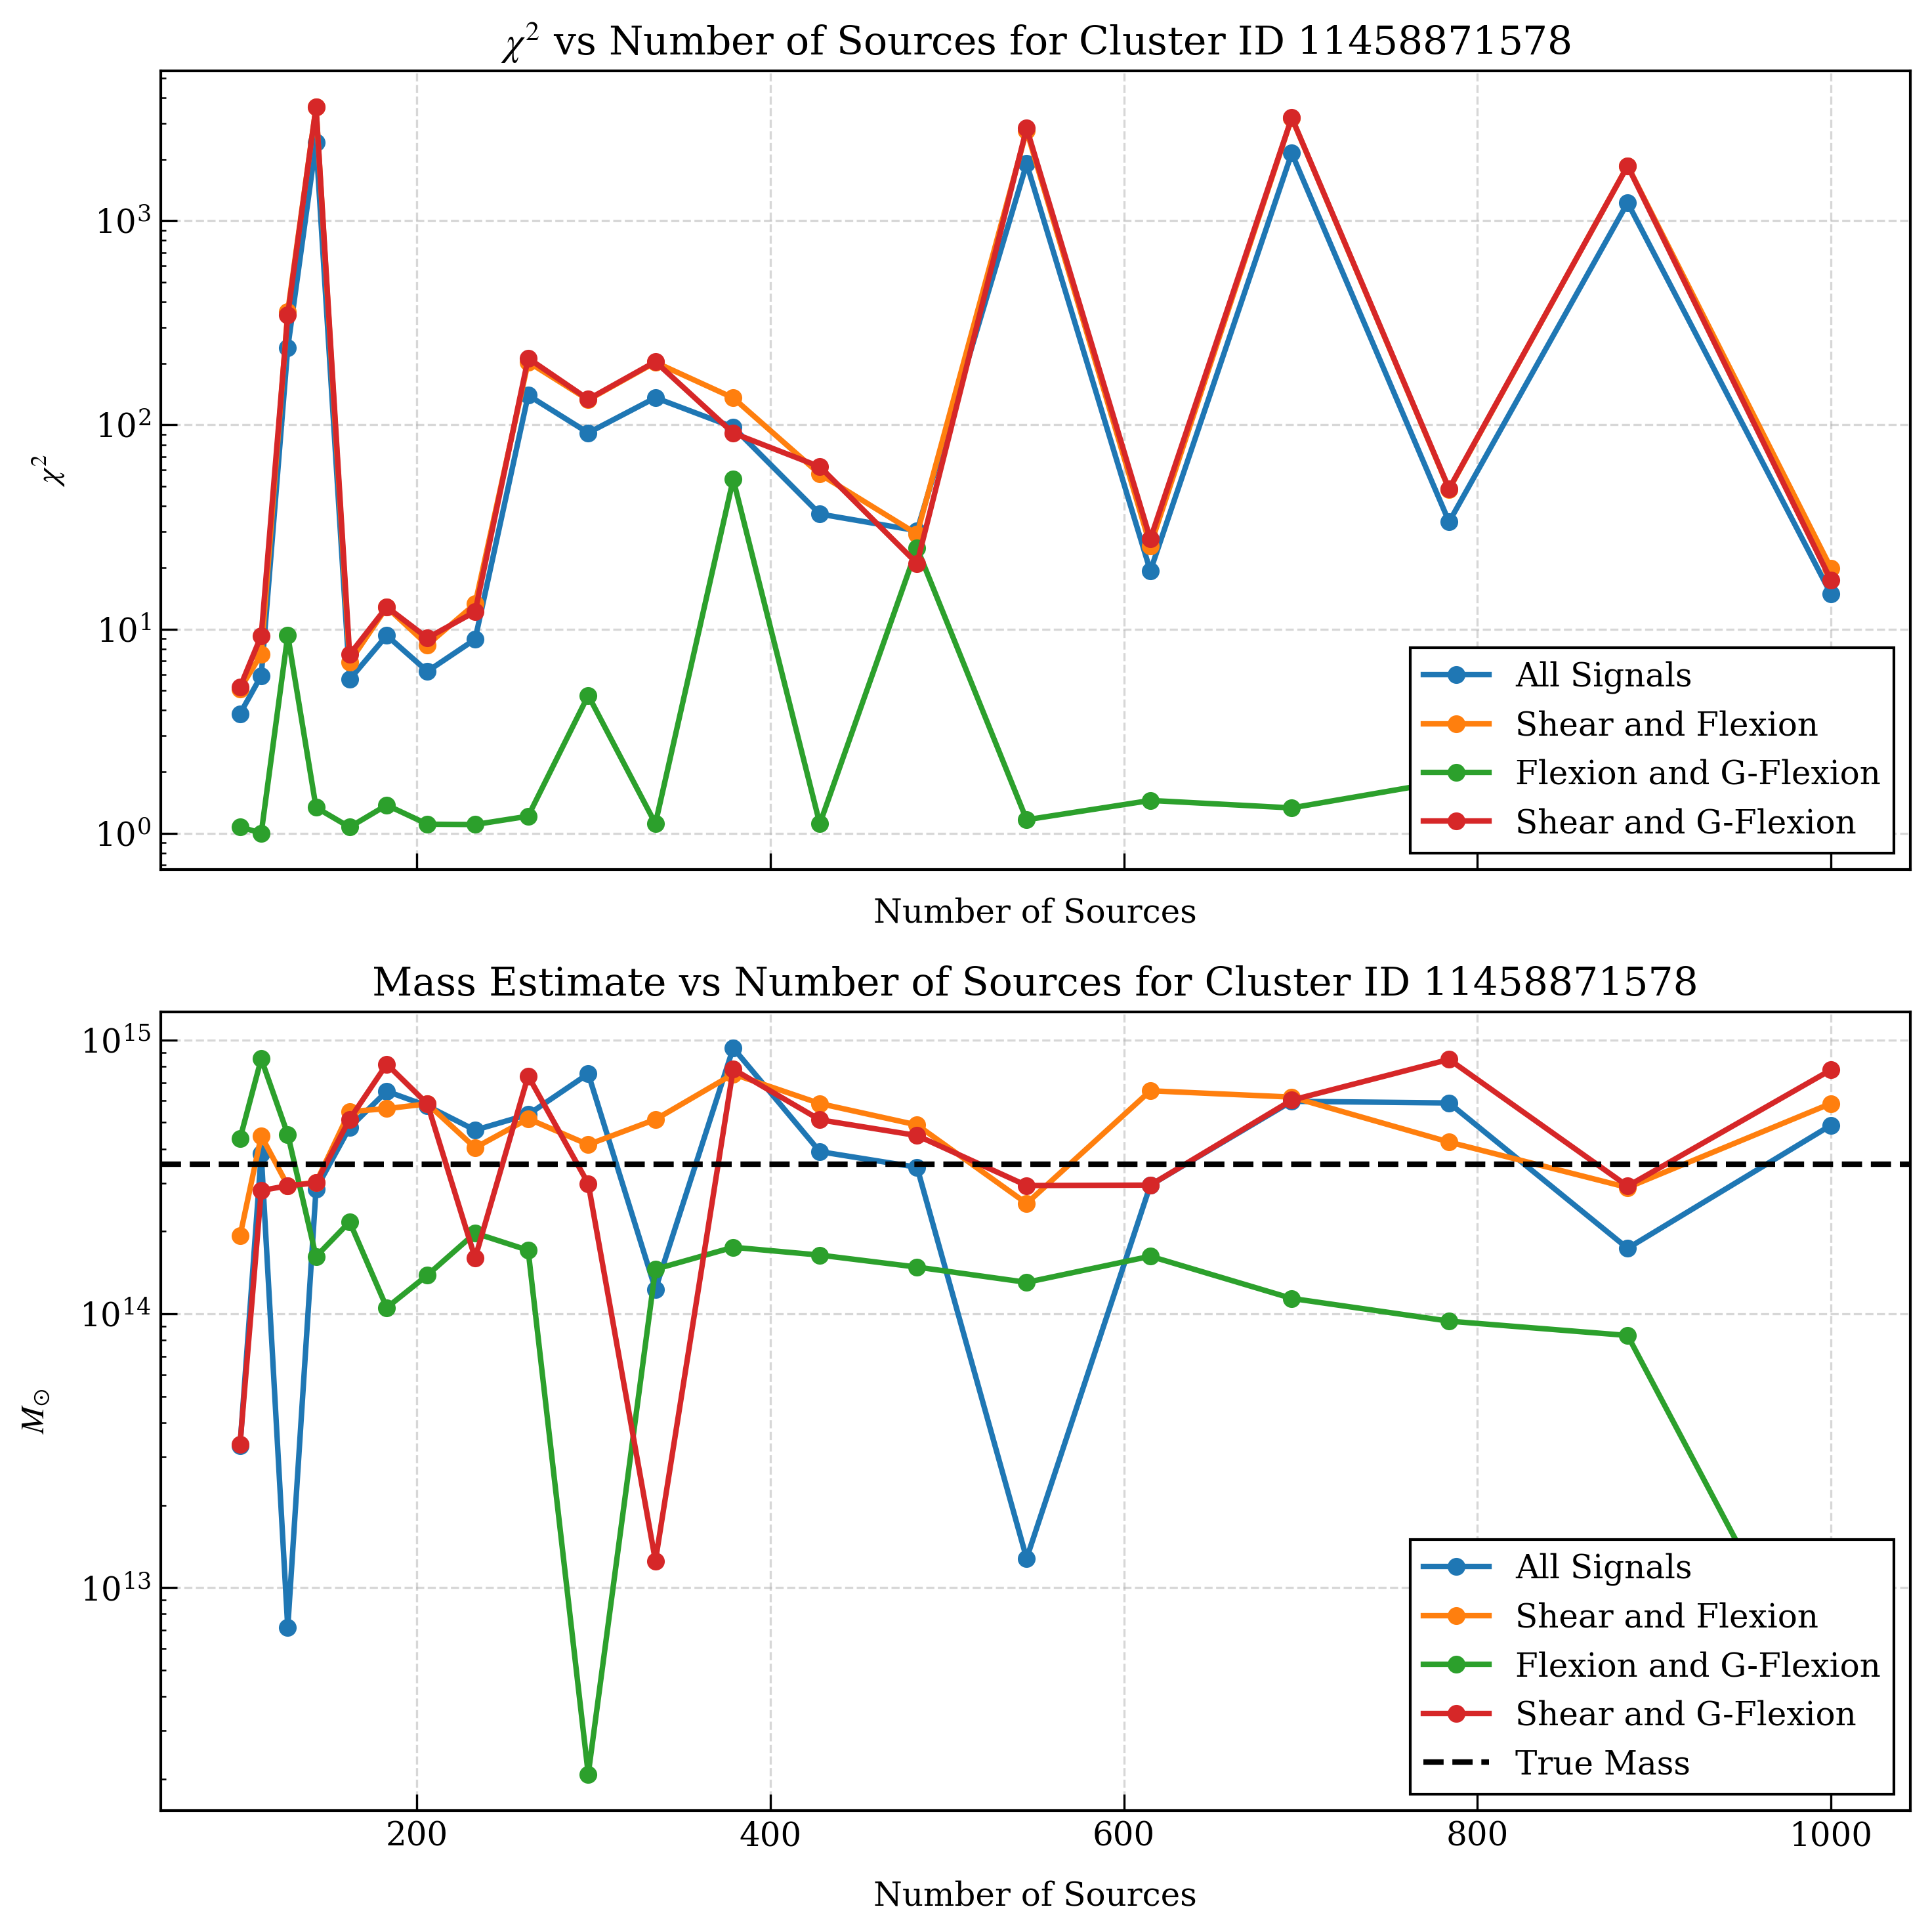 χ² vs Number of Sources for Cluster ID 11458871578
10³
10²
10¹
10⁰
χ²
All Signals
Shear and Flexion
Flexion and G-Flexion
Shear and G-Flexion
Number of Sources
Mass Estimate vs Number of Sources for Cluster ID 11458871578
10¹⁵
10¹⁴
10¹³
M☉
All Signals
Shear and Flexion
Flexion and G-Flexion
Shear and G-Flexion
True Mass
200 400 600 800 1000
Number of Sources